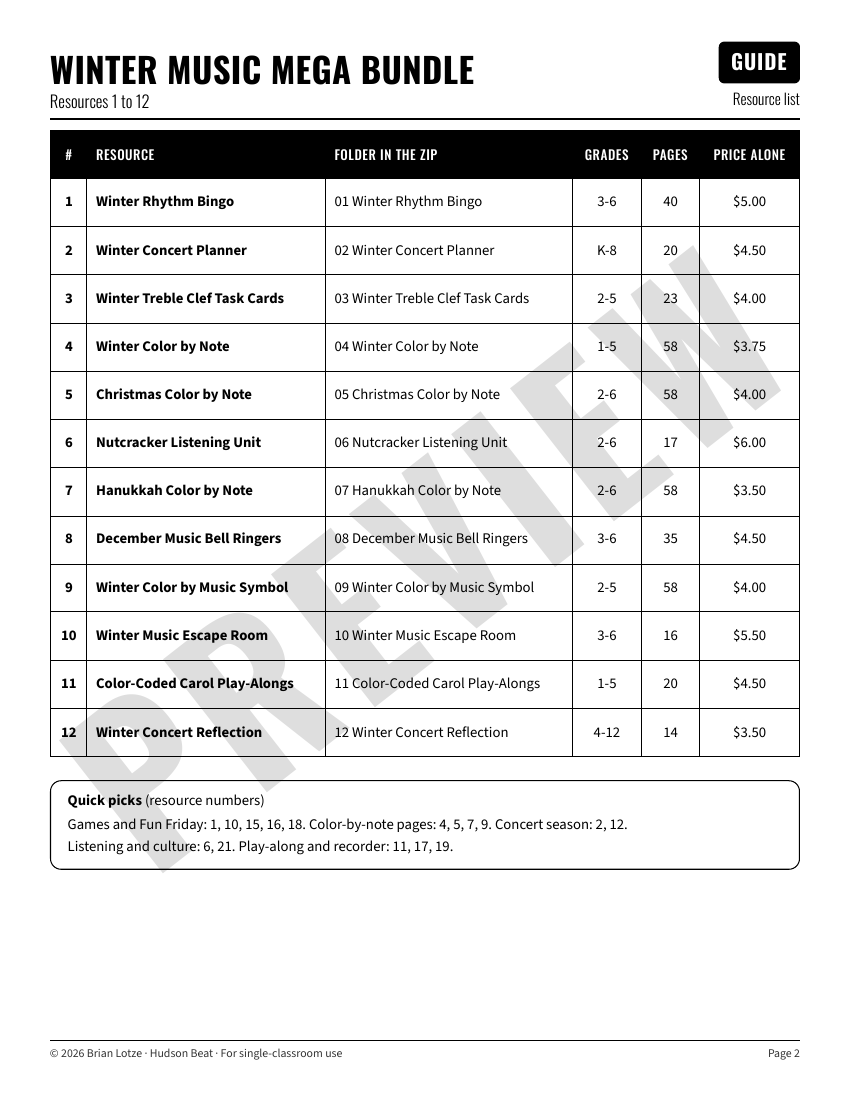 WINTER MUSIC MEGA BUNDLE
GUIDE
Resources 1 to 12
Resource list
# RESOURCE FOLDER IN THE ZIP GRADES PAGES PRICE ALONE
1 Winter Rhythm Bingo 01 Winter Rhythm Bingo 3-6 40 $5.00
2 Winter Concert Planner 02 Winter Concert Planner K-8 20 $4.50
3 Winter Treble Clef Task Cards 03 Winter Treble Clef Task Cards 2-5 23 $4.00
4 Winter Color by Note 04 Winter Color by Note 1-5 58 $3.75
5 Christmas Color by Note 05 Christmas Color by Note 2-6 58 $4.00
6 Nutcracker Listening Unit 06 Nutcracker Listening Unit 2-6 17 $6.00
7 Hanukkah Color by Note 07 Hanukkah Color by Note 2-6 58 $3.50
8 December Music Bell Ringers 08 December Music Bell Ringers 3-6 35 $4.50
9 Winter Color by Music Symbol 09 Winter Color by Music Symbol 2-5 58 $4.00
10 Winter Music Escape Room 10 Winter Music Escape Room 3-6 16 $5.50
11 Color-Coded Carol Play-Alongs 11 Color-Coded Carol Play-Alongs 1-5 20 $4.50
12 Winter Concert Reflection 12 Winter Concert Reflection 4-12 14 $3.50
PREVIEW
Quick picks (resource numbers)
Games and Fun Friday: 1, 10, 15, 16, 18. Color-by-note pages: 4, 5, 7, 9. Concert season: 2, 12.
Listening and culture: 6, 21. Play-along and recorder: 11, 17, 19.
© 2026 Brian Lotze · Hudson Beat · For single-classroom use
Page 2